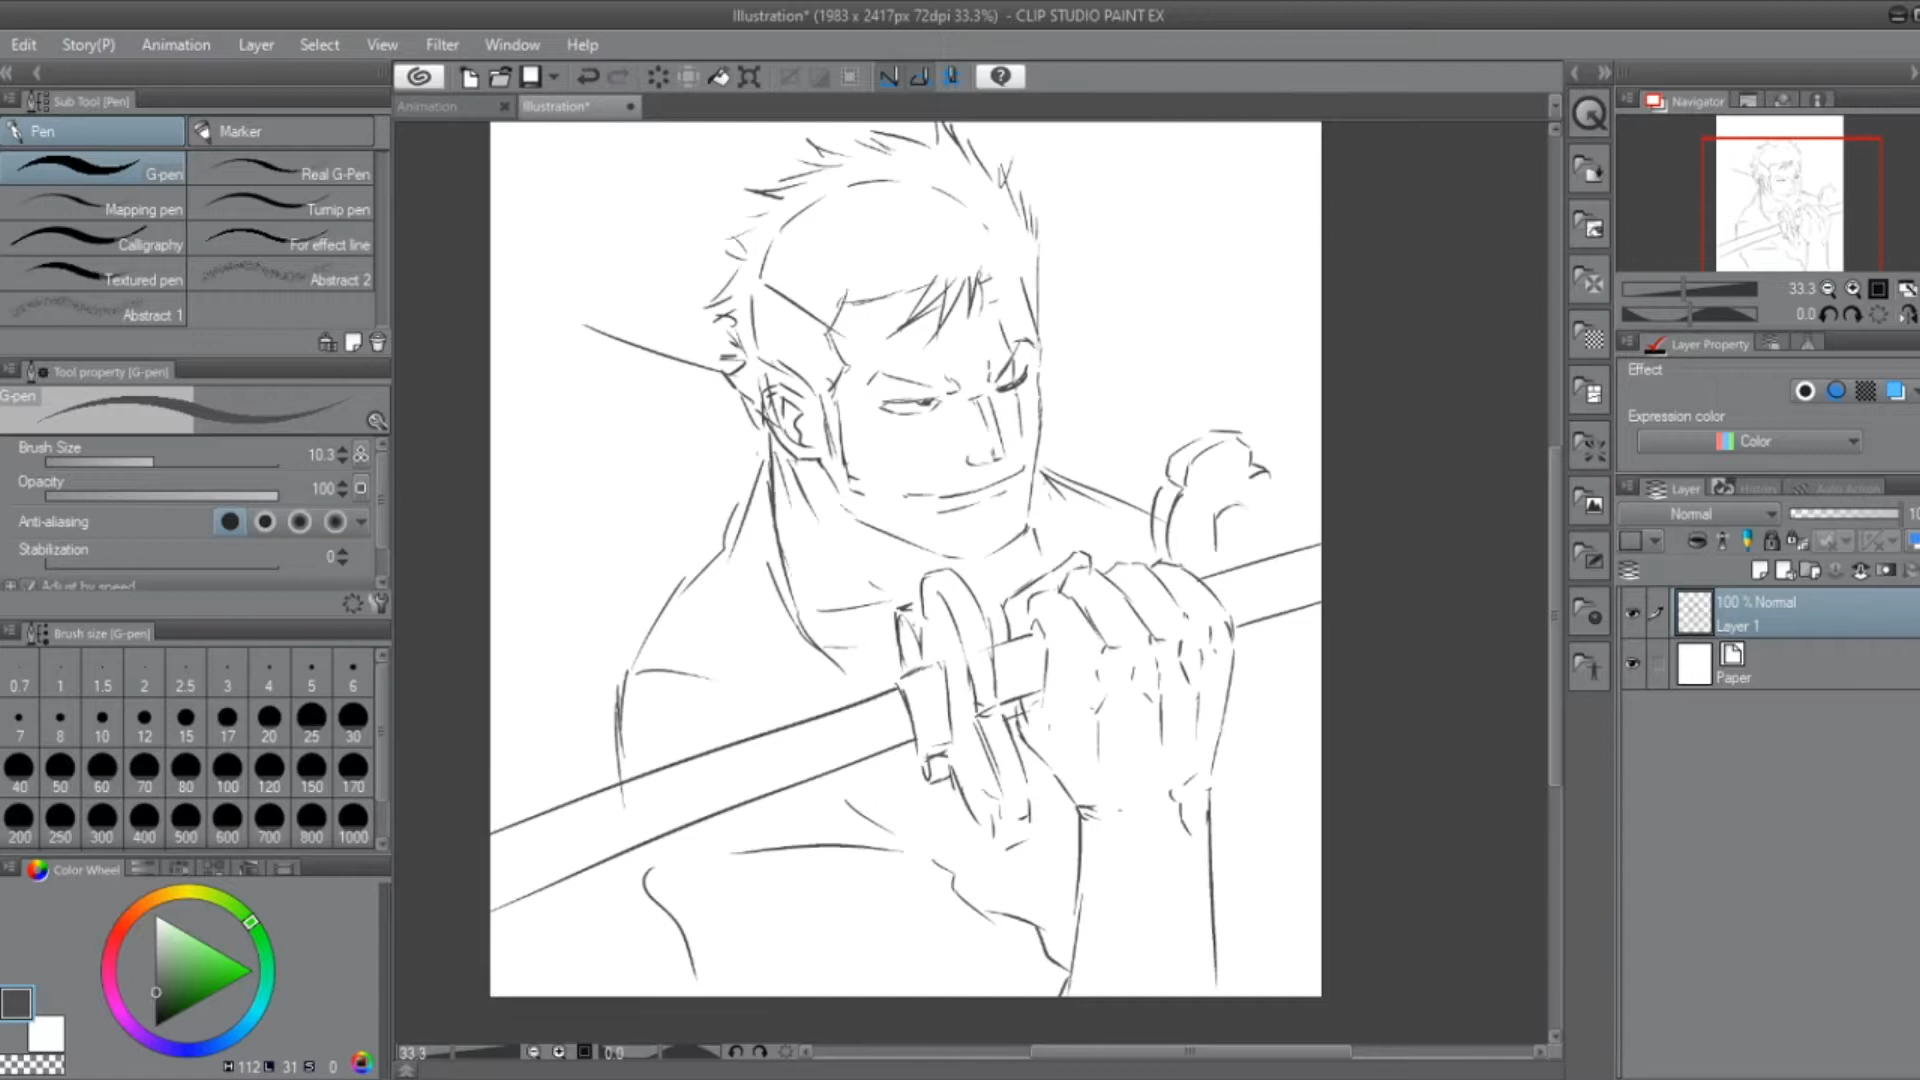 Illustration* (1983 x 2417px 72dpi 33.3%) - CLIP STUDIO PAINT EX
Edit Story(P) Animation Layer Select View Filter Window Help
Animation Illustration*
Sub Tool [Pen]
Pen Marker
G-pen Real G-Pen
Mapping pen Turnip pen
Calligraphy For effect line
Textured pen Abstract 2
Abstract 1
Tool property [G-pen]
G-pen
Brush Size 10.3
Opacity 100
Anti-aliasing
Stabilization 0
Adjust by speed
Brush size [G-pen]
0.7 1 1.5 2 2.5 3 4 5 6
7 8 10 12 15 17 20 25 30
40 50 60 70 80 100 120 150 170
200 250 300 400 500 600 700 800 1000
Color Wheel
H 112 L 31 S 0
33.3 0.0
Navigator
33.3
0.0
Layer Property
Effect
Expression color
Color
Layer History Auto Action
Normal 10
100 % Normal
Layer 1
Paper